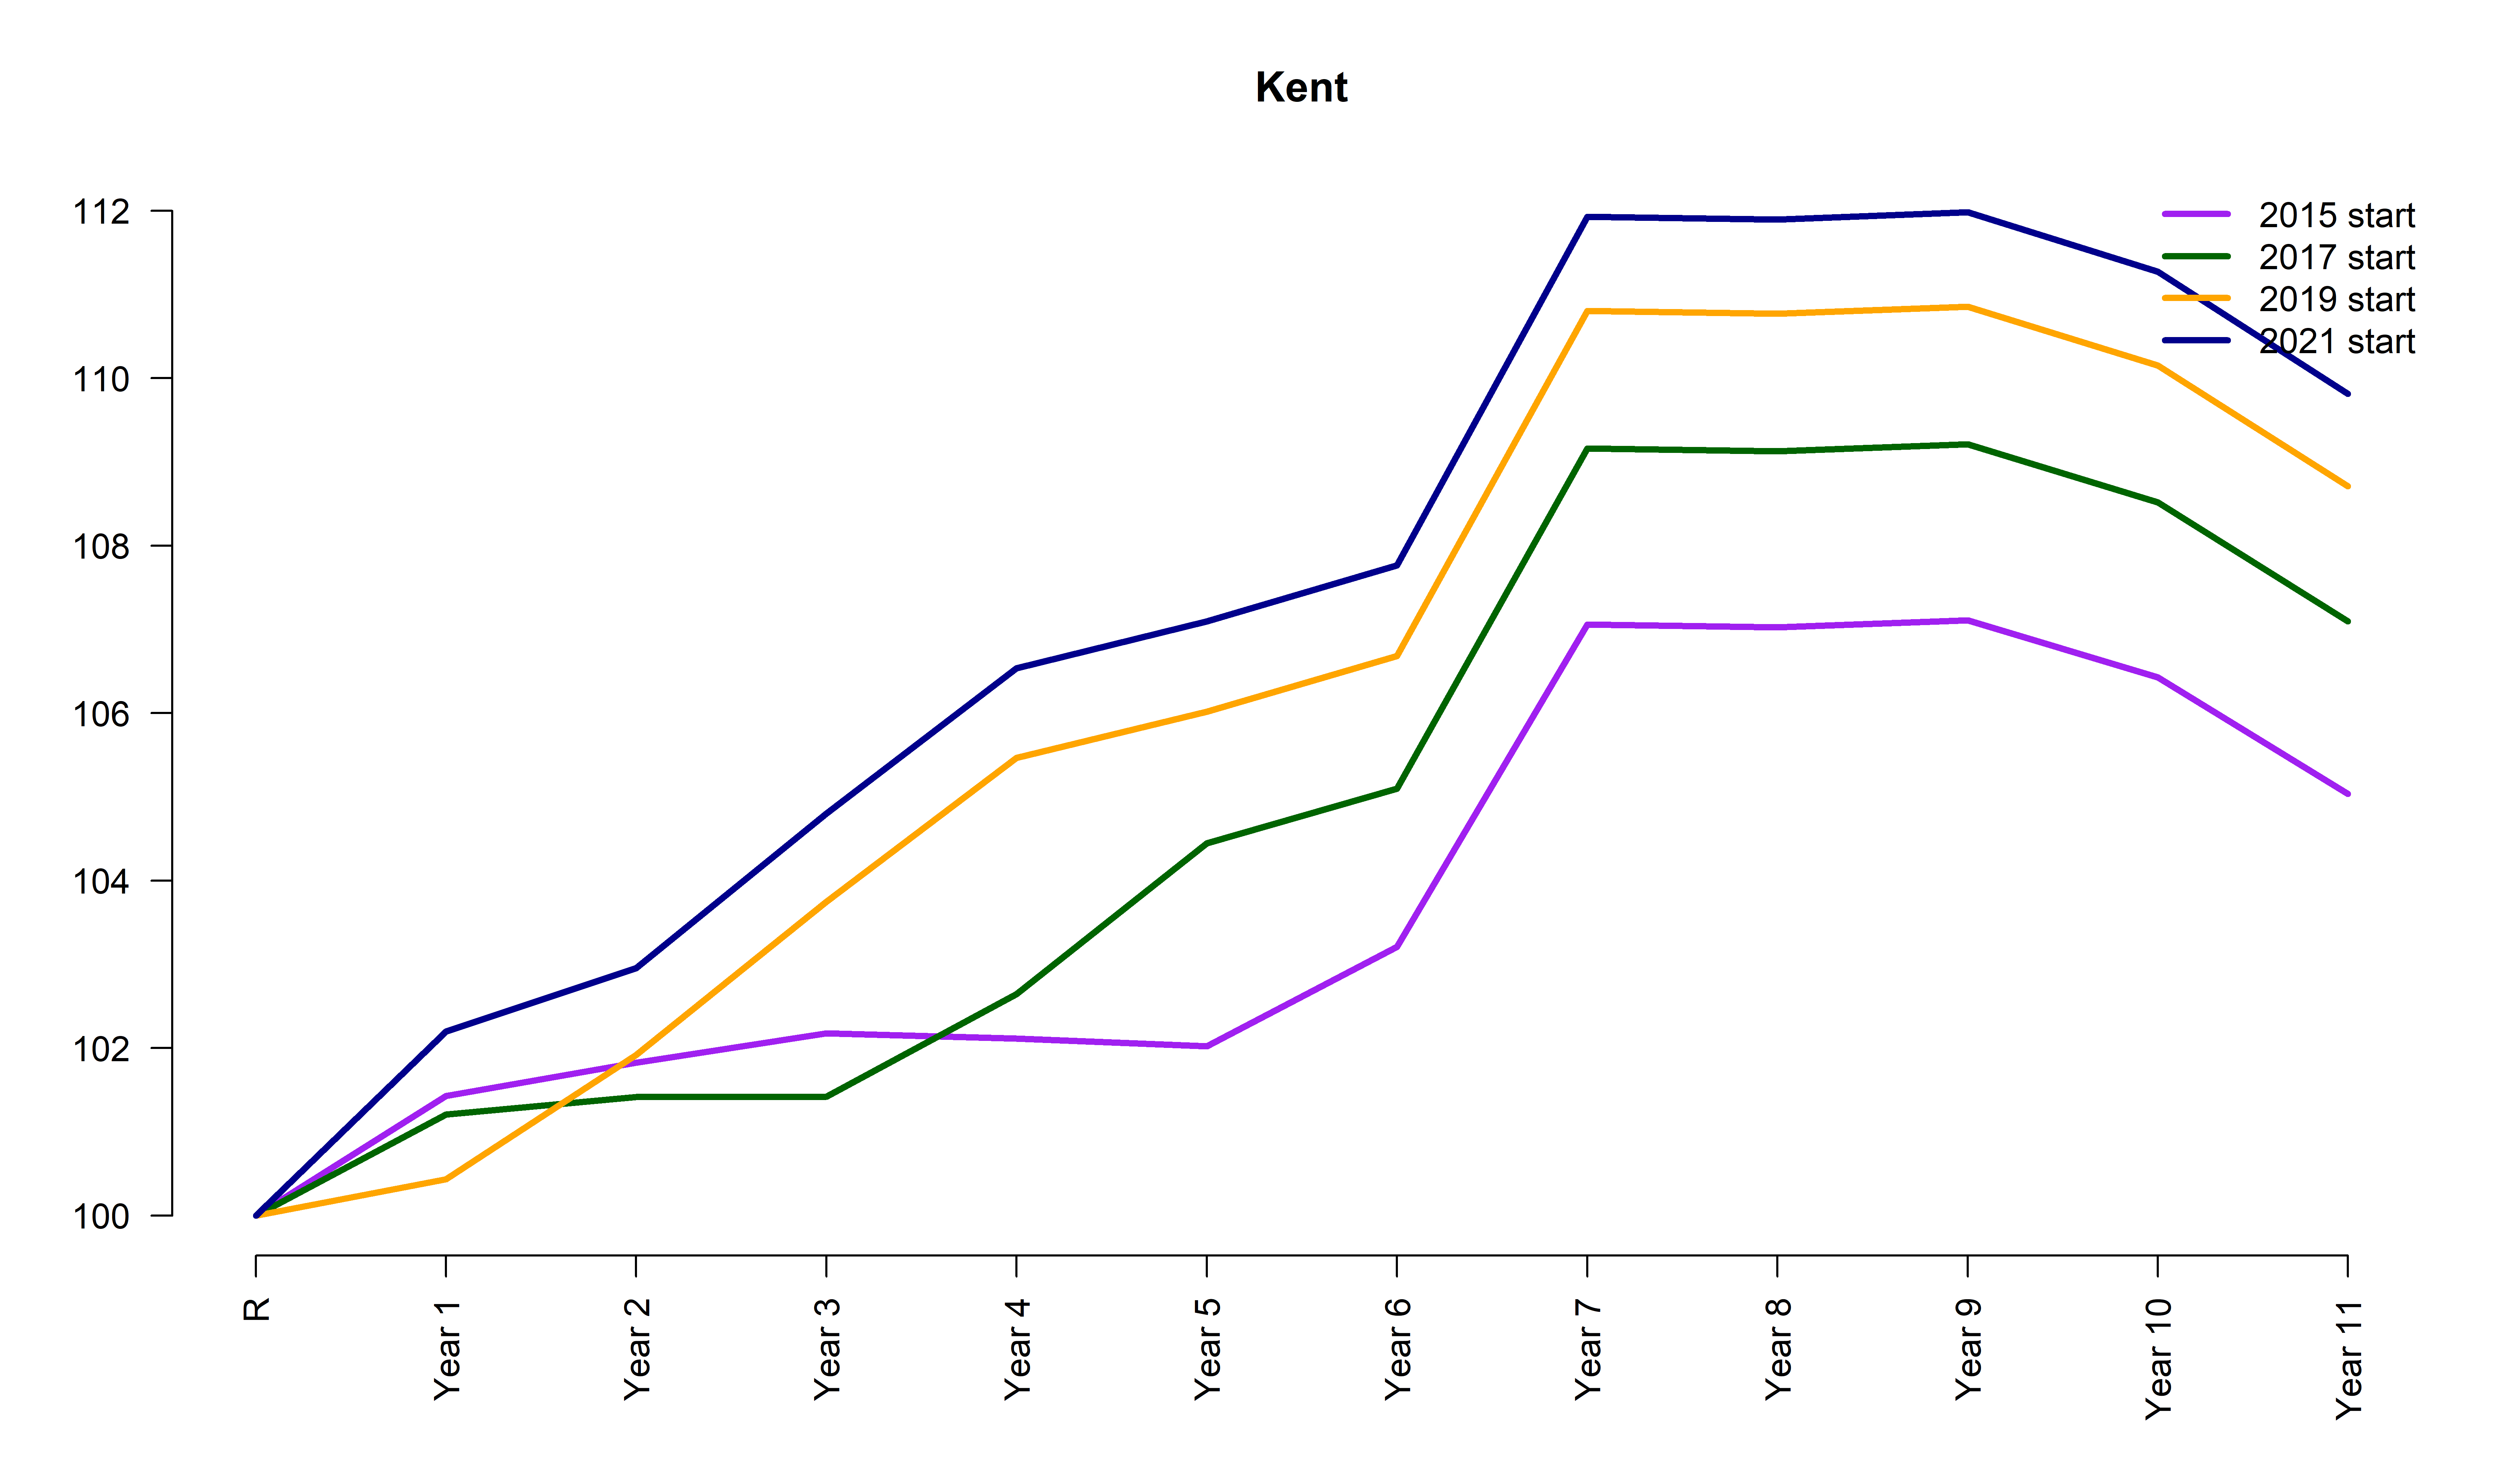 Kent
112
110
108
106
104
102
100
2015 start
2017 start
2019 start
2021 start
R
Year 1
Year 2
Year 3
Year 4
Year 5
Year 6
Year 7
Year 8
Year 9
Year 10
Year 11